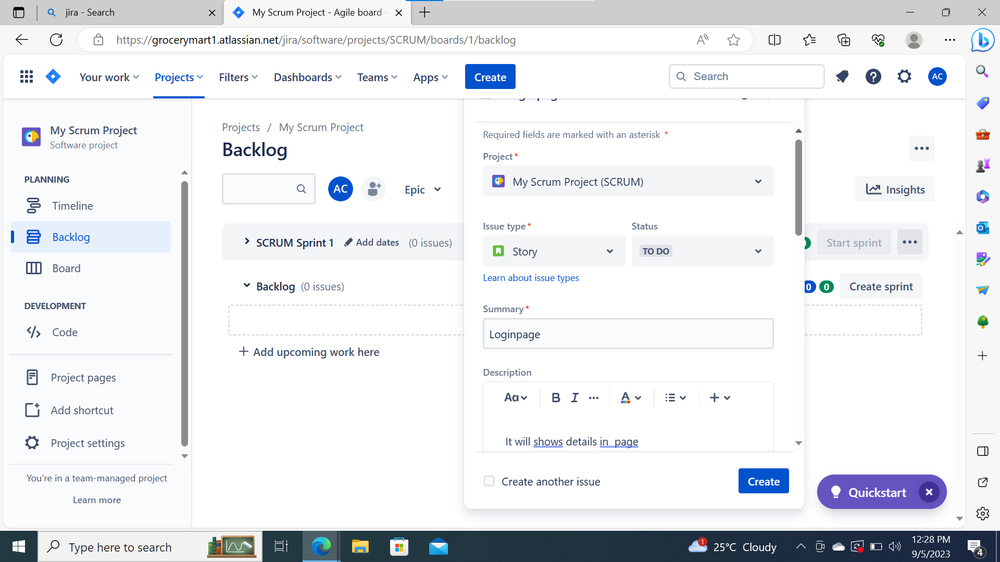 jira - Search
My Scrum Project - Agile board -
https://grocerymart1.atlassian.net/jira/software/projects/SCRUM/boards/1/backlog
Your work
Projects
Filters
Dashboards
Teams
Apps
Create
Search
AC
My Scrum Project
Software project
PLANNING
Timeline
Backlog
Board
DEVELOPMENT
Code
Project pages
Add shortcut
Project settings
You're in a team-managed project
Learn more
Projects / My Scrum Project
Backlog
AC
Epic
Insights
SCRUM Sprint 1 Add dates (0 issues)
Start sprint
Backlog (0 issues)
0 0 Create sprint
+ Add upcoming work here
Required fields are marked with an asterisk *
Project *
My Scrum Project (SCRUM)
Issue type * Status
Story TO DO
Learn about issue types
Summary *
Loginpage
Description
Aa B I ... A
It will shows details in page
Create another issue
Create
Quickstart
Type here to search
1
25°C Cloudy
12:28 PM
9/5/2023
4